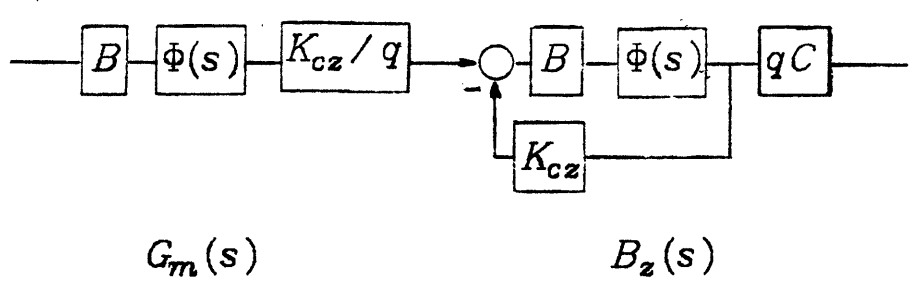 B Φ(s) K_cz / q B Φ(s) qC
-
K_cz
G_m(s) B_z(s)